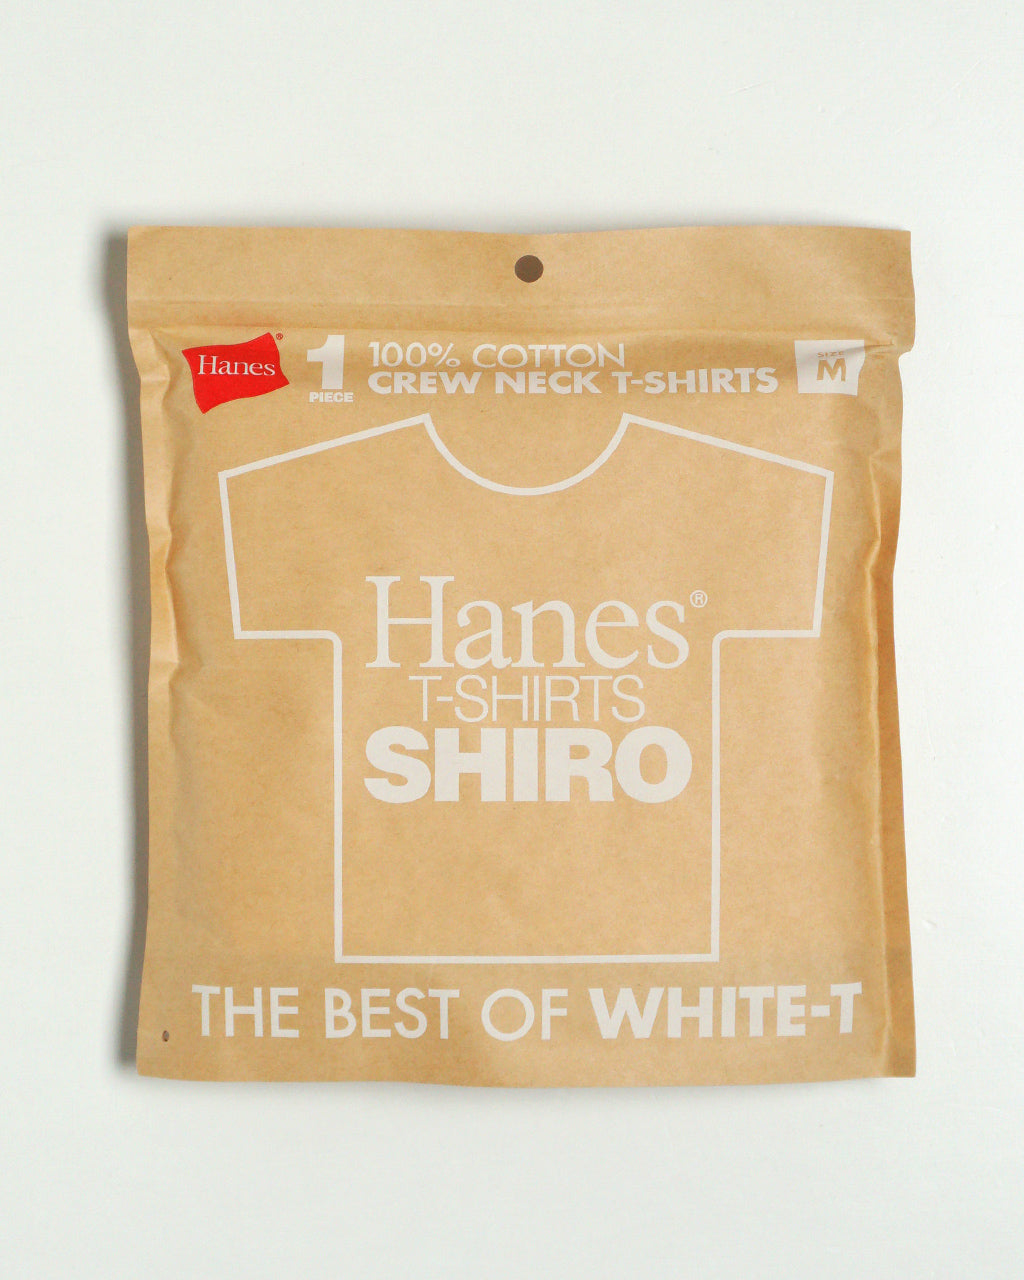 Hanes®
1
PIECE
100% COTTON
CREW NECK T-SHIRTS
SIZE
M
Hanes®
T-SHIRTS
SHIRO
THE BEST OF WHITE-T